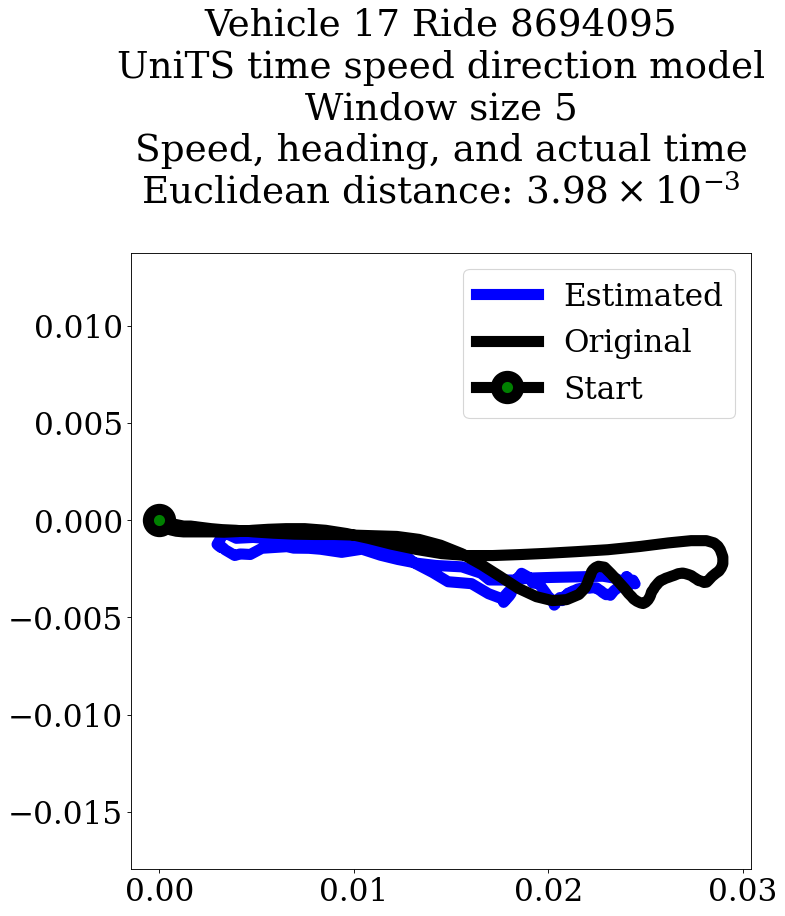 Vehicle 17 Ride 8694095
UniTS time speed direction model
Window size 5
Speed, heading, and actual time
Euclidean distance: 3.98 × 10⁻³
Estimated
Original
Start
0.010
0.005
0.000
−0.005
−0.010
−0.015
0.00 0.01 0.02 0.03